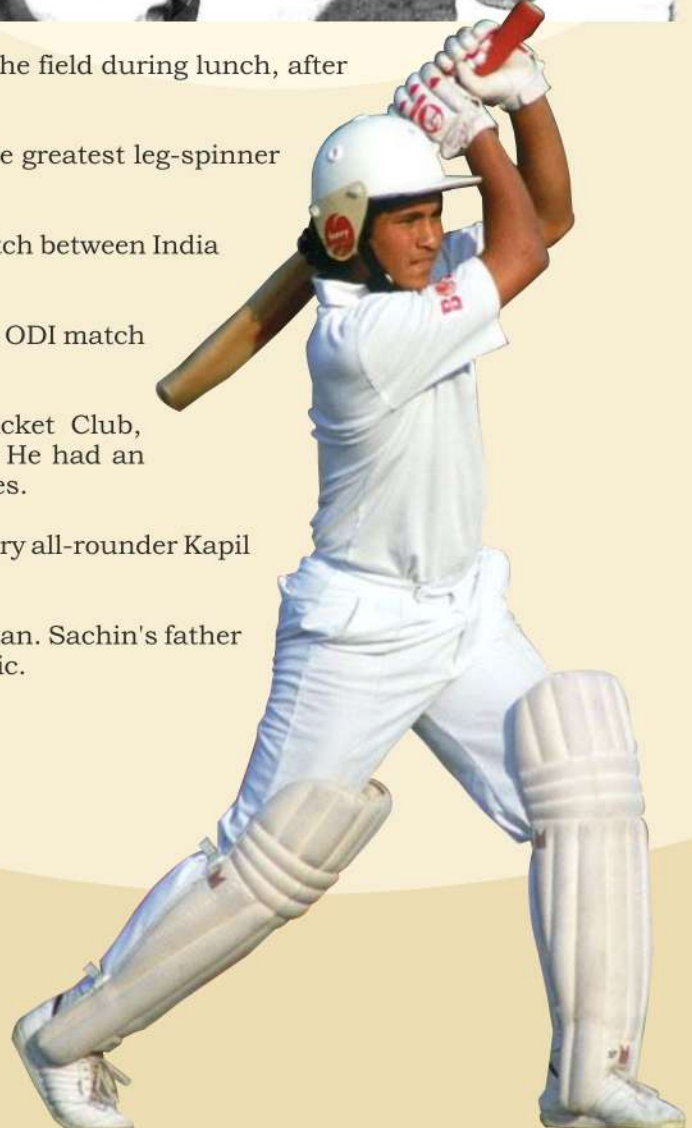 he field during lunch, after
e greatest leg-spinner
tch between India
ODI match
cket Club,
He had an
es.
ry all-rounder Kapil
an. Sachin's father
ic.